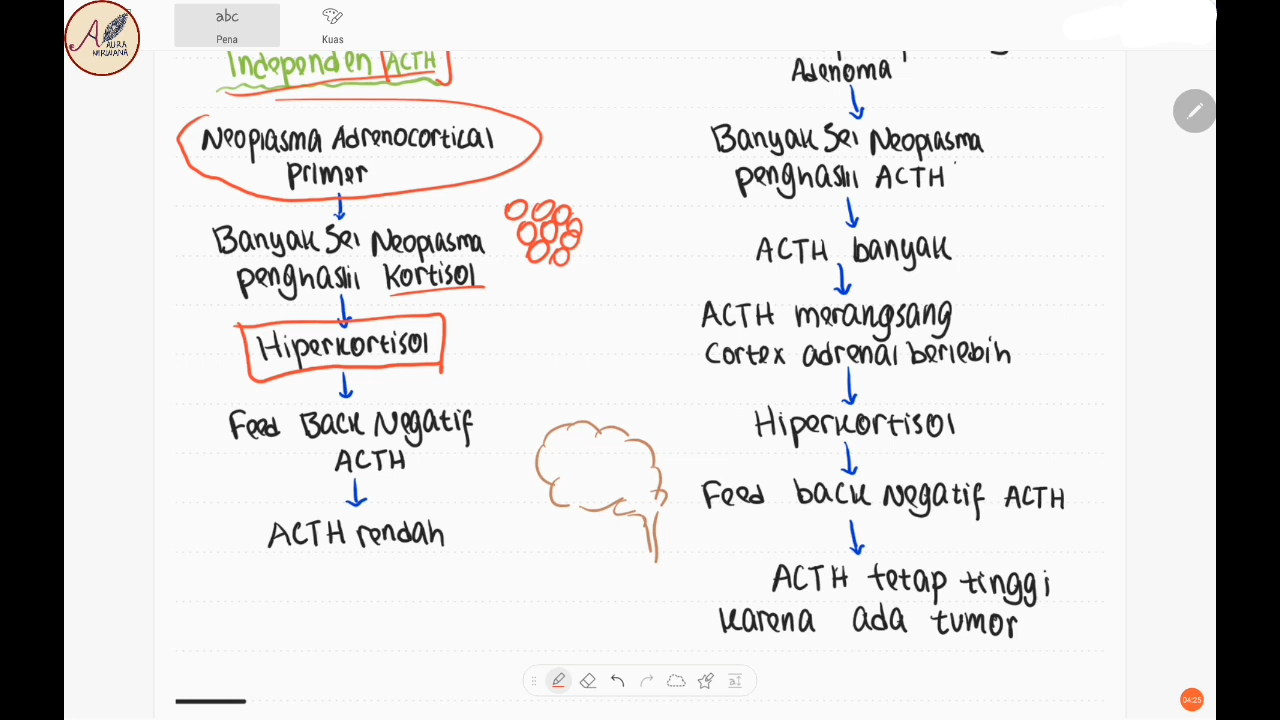 AURA
NIRWANA
abc
Pena
Kuas
Independen ACTH
Neoplasma Adrenocortical
primer
Banyak Sel Neoplasma
penghasil Kortisol
Hiperkortisol
Feed Back Negatif
ACTH
ACTH rendah
Adenoma
Banyak Sel Neoplasma
penghasil ACTH
ACTH banyak
ACTH merangsang
Cortex adrenal berlebih
Hiperkortisol
Feed back Negatif ACTH
ACTH tetap tinggi
karena ada tumor
04:25